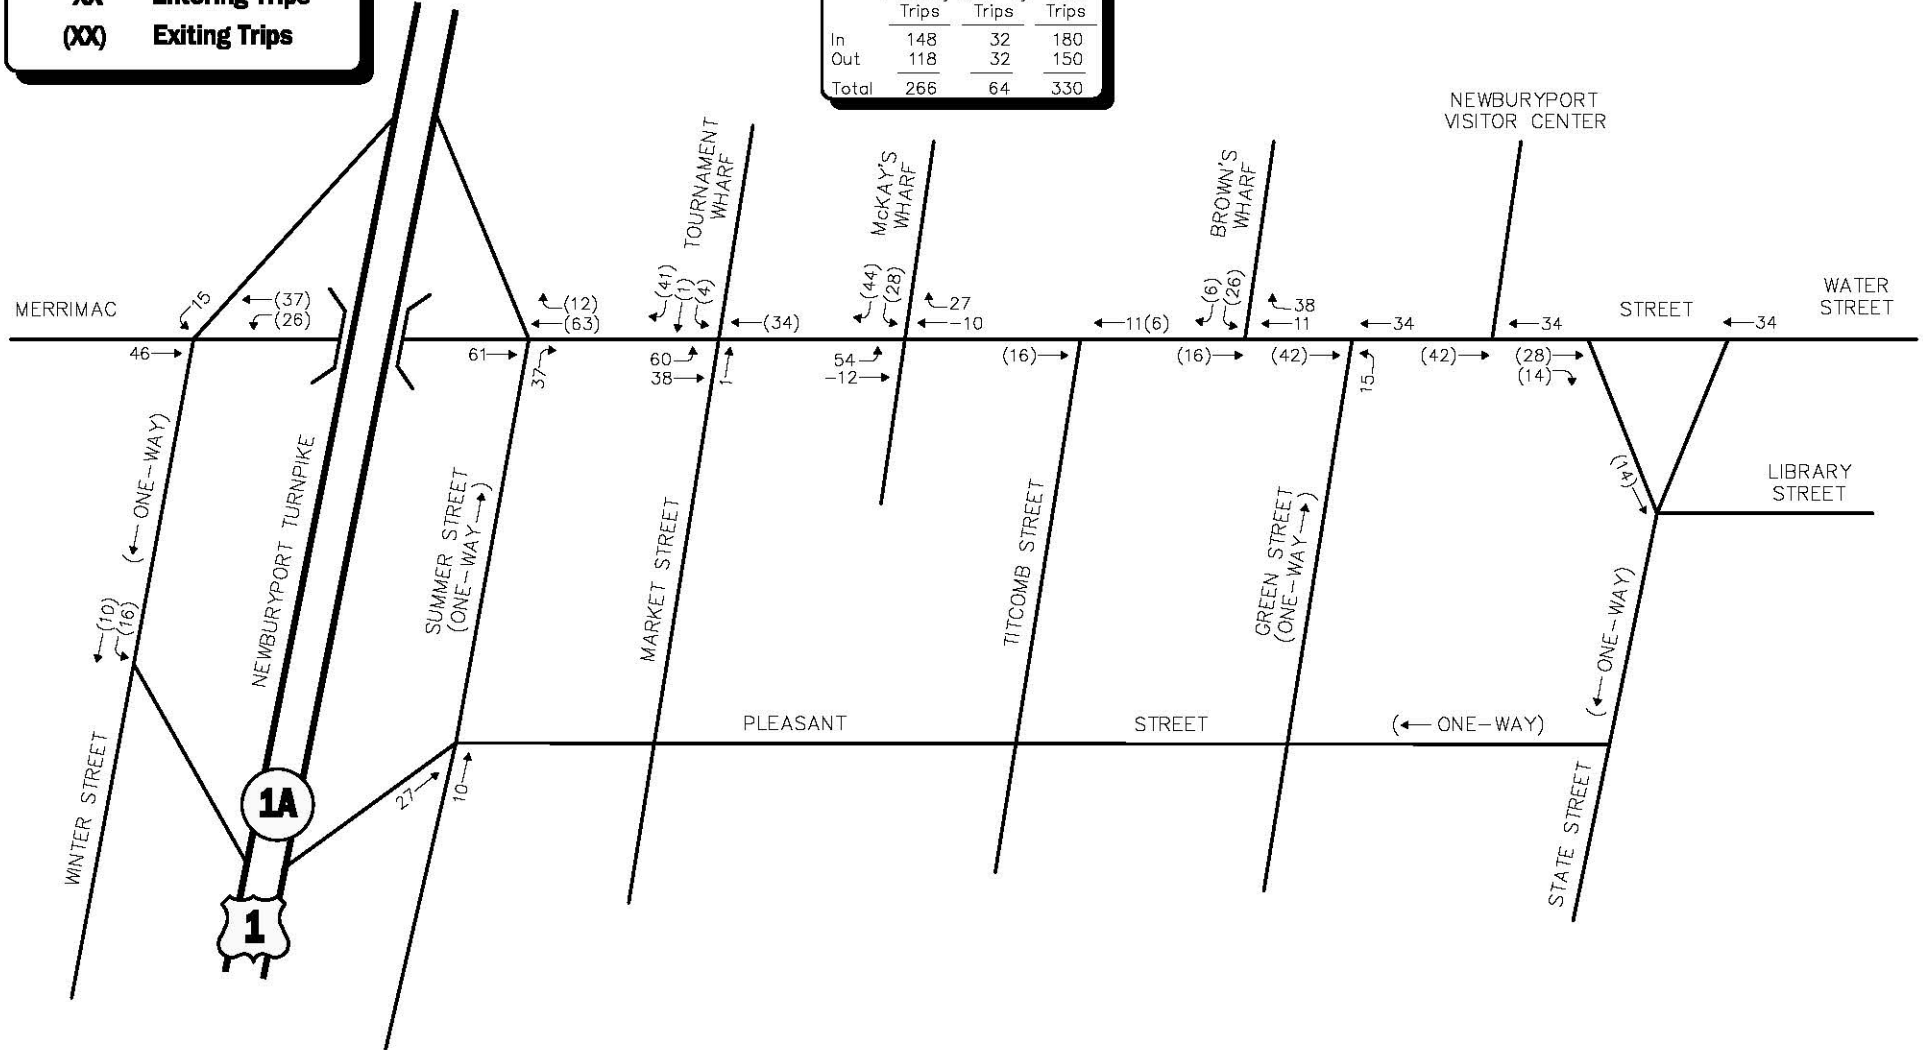 Entering Trips
(XX) Exiting Trips
Trips Trips Trips
In 148 32 180
Out 118 32 150
Total 266 64 330
NEWBURYPORT
VISITOR CENTER
TOURNAMENT
WHARF
McKAY'S
WHARF
BROWN'S
WHARF
MERRIMAC
STREET
WATER
STREET
15
(37)
(26)
46
(12)
(63)
61
37
(41)
(1)
(4)
(34)
60
38
1
(44)
(28)
27
-10
54
-12
11(6)
(16)
(6)
(26)
38
11
(16)
(42)
34
15
34
(42)
(28)
(14)
34
(14)
LIBRARY
STREET
(← ONE-WAY)
NEWBURYPORT TURNPIKE
SUMMER STREET
(ONE-WAY →)
MARKET STREET
TITCOMB STREET
GREEN STREET
(ONE-WAY →)
(← ONE-WAY)
(10)
(16)
PLEASANT
STREET
(← ONE-WAY)
WINTER STREET
1A
27
10
STATE STREET
1